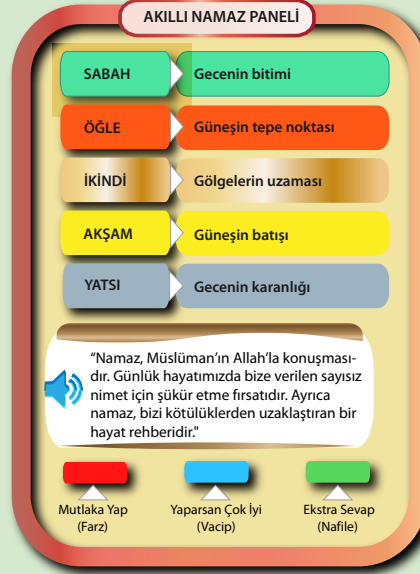 AKILLI NAMAZ PANELİ
SABAH Gecenin bitimi
ÖĞLE Güneşin tepe noktası
İKİNDİ Gölgelerin uzaması
AKŞAM Güneşin batışı
YATSI Gecenin karanlığı
“Namaz, Müslüman’ın Allah’la konuşması-
dır. Günlük hayatımızda bize verilen sayısız
nimet için şükür etme fırsatıdır. Ayrıca
namaz, bizi kötülüklerden uzaklaştıran bir
hayat rehberidir."
Mutlaka Yap Yaparsan Çok İyi Ekstra Sevap
(Farz) (Vacip) (Nafile)